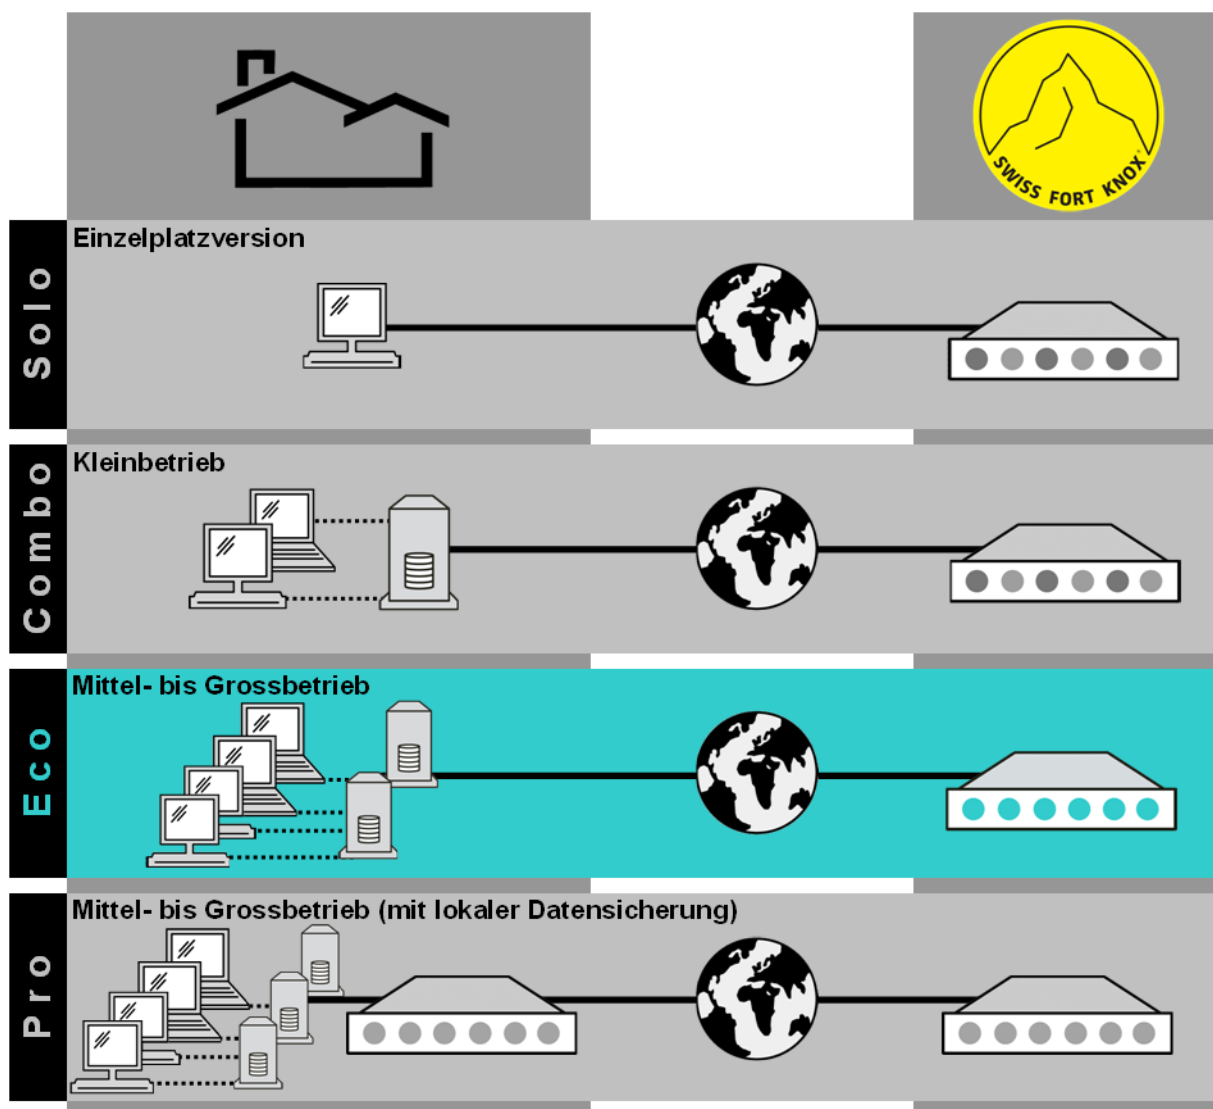 SWISS FORT KNOX
Solo
Einzelplatzversion
Combo
Kleinbetrieb
Eco
Mittel- bis Grossbetrieb
Pro
Mittel- bis Grossbetrieb (mit lokaler Datensicherung)